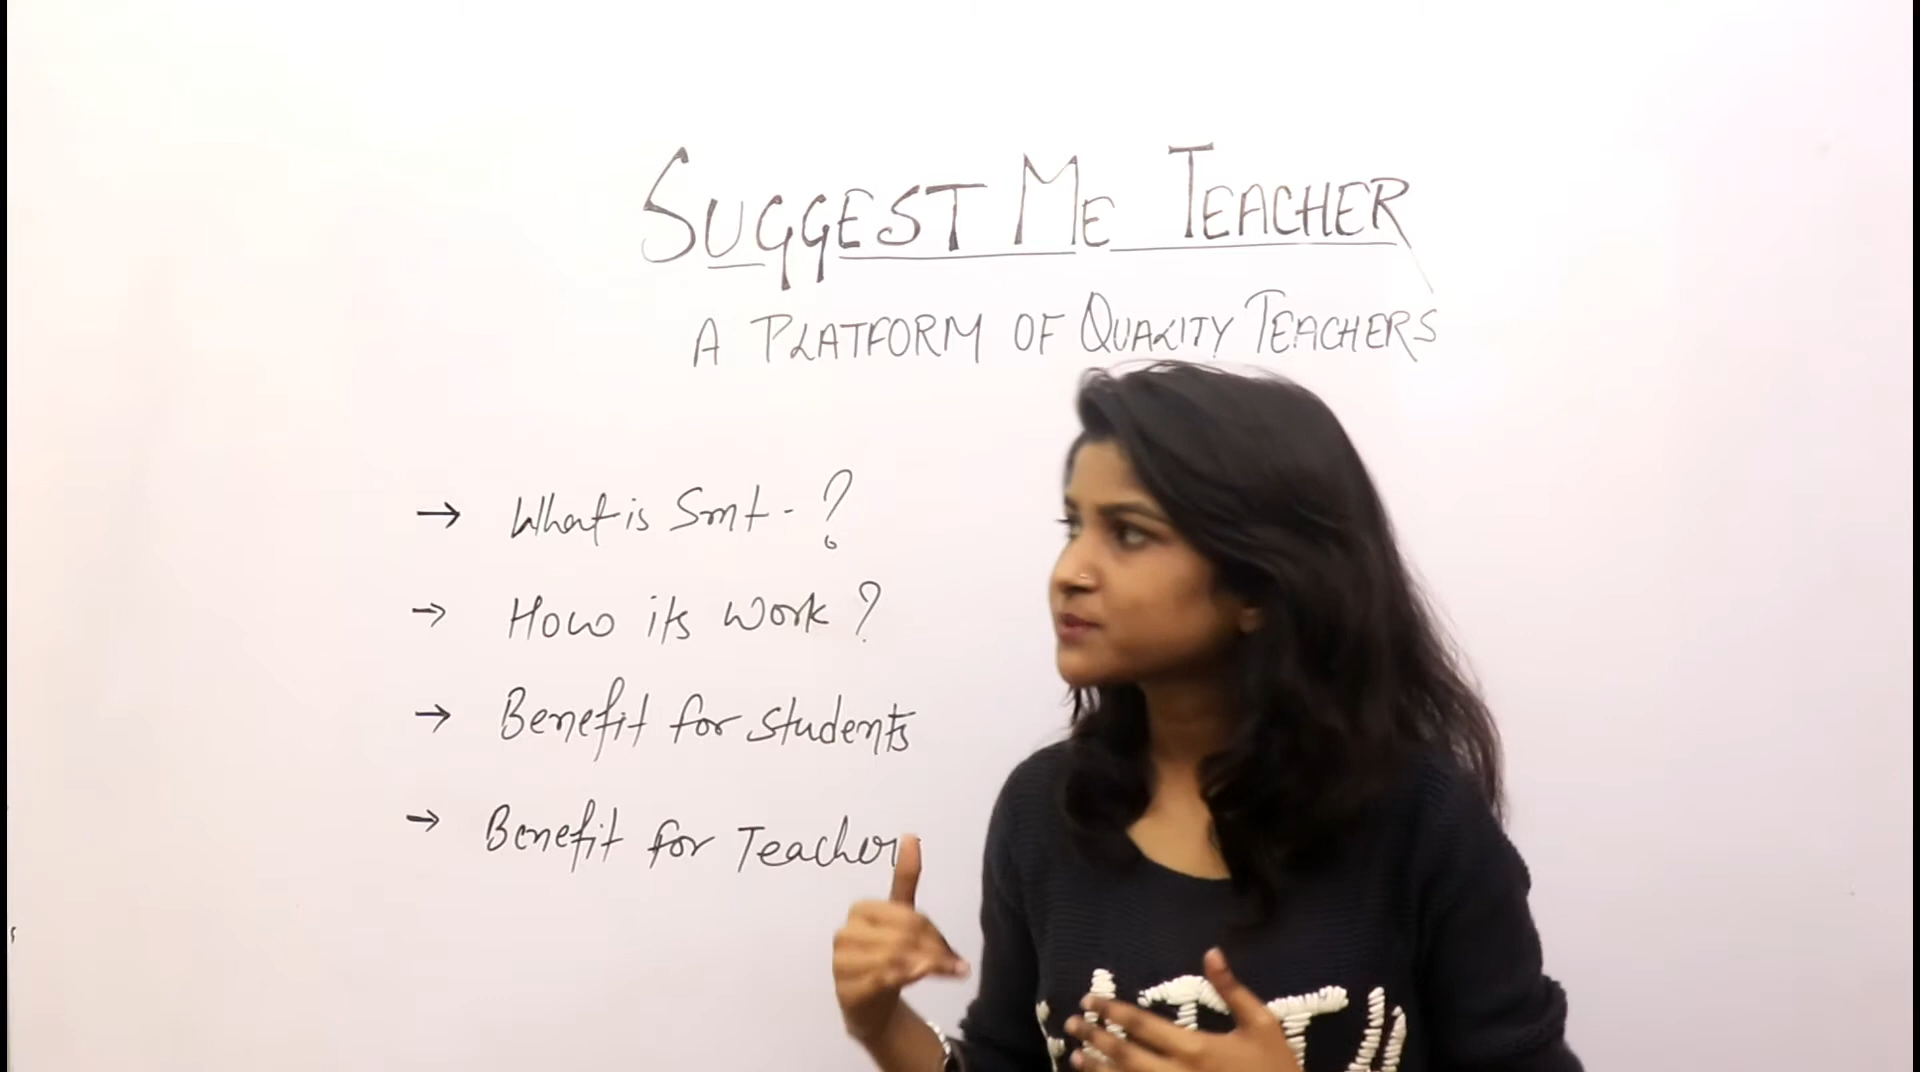 SUGGEST ME TEACHER
A PLATFORM OF QUALITY TEACHERS
→ What is Smt - ?
→ How its work ?
→ Benefit for students
→ Benefit for Teacher